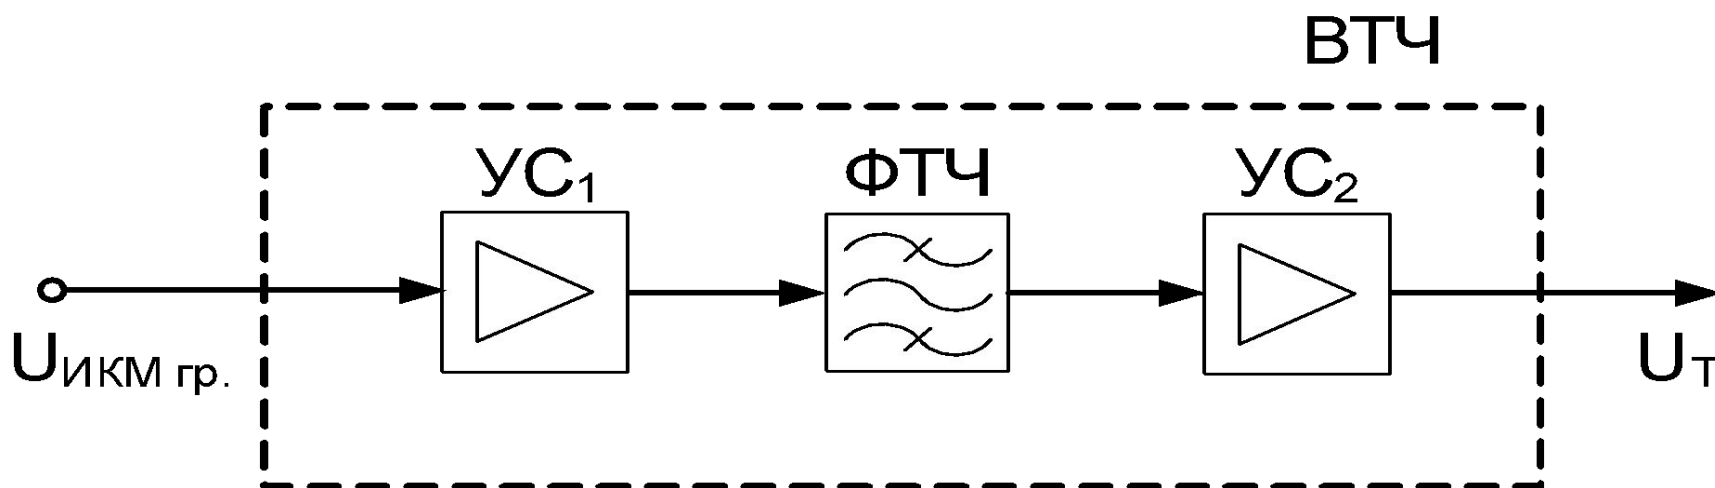 ВТЧ
УС₁
ФТЧ
УС₂
Uикм гр.
Uт